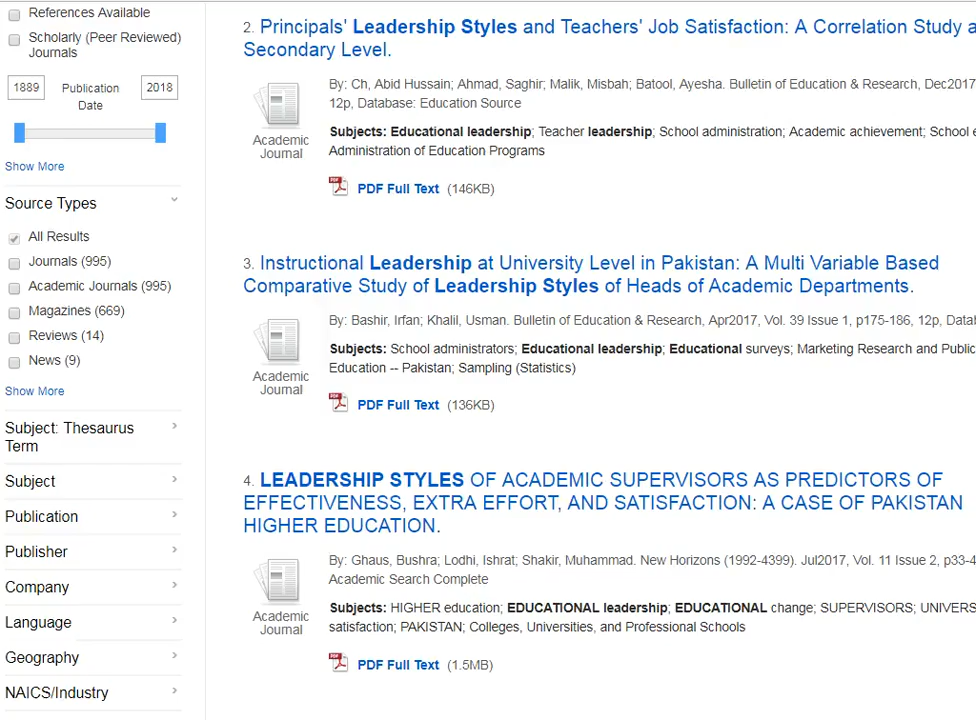 References Available
Scholarly (Peer Reviewed)
Journals
1889
Publication
Date
2018
Show More
Source Types
All Results
Journals (995)
Academic Journals (995)
Magazines (669)
Reviews (14)
News (9)
Show More
Subject: Thesaurus
Term
Subject
Publication
Publisher
Company
Language
Geography
NAICS/Industry
2. Principals' Leadership Styles and Teachers' Job Satisfaction: A Correlation Study a
Secondary Level.
Academic
Journal
By: Ch, Abid Hussain; Ahmad, Saghir; Malik, Misbah; Batool, Ayesha. Bulletin of Education & Research, Dec2017
12p, Database: Education Source
Subjects: Educational leadership; Teacher leadership; School administration; Academic achievement; School e
Administration of Education Programs
PDF Full Text (146KB)
3. Instructional Leadership at University Level in Pakistan: A Multi Variable Based
Comparative Study of Leadership Styles of Heads of Academic Departments.
Academic
Journal
By: Bashir, Irfan; Khalil, Usman. Bulletin of Education & Research, Apr2017, Vol. 39 Issue 1, p175-186, 12p, Datab
Subjects: School administrators; Educational leadership; Educational surveys; Marketing Research and Public
Education -- Pakistan; Sampling (Statistics)
PDF Full Text (136KB)
4. LEADERSHIP STYLES OF ACADEMIC SUPERVISORS AS PREDICTORS OF
EFFECTIVENESS, EXTRA EFFORT, AND SATISFACTION: A CASE OF PAKISTAN
HIGHER EDUCATION.
Academic
Journal
By: Ghaus, Bushra; Lodhi, Ishrat; Shakir, Muhammad. New Horizons (1992-4399). Jul2017, Vol. 11 Issue 2, p33-4
Academic Search Complete
Subjects: HIGHER education; EDUCATIONAL leadership; EDUCATIONAL change; SUPERVISORS; UNIVERS
satisfaction; PAKISTAN; Colleges, Universities, and Professional Schools
PDF Full Text (1.5MB)